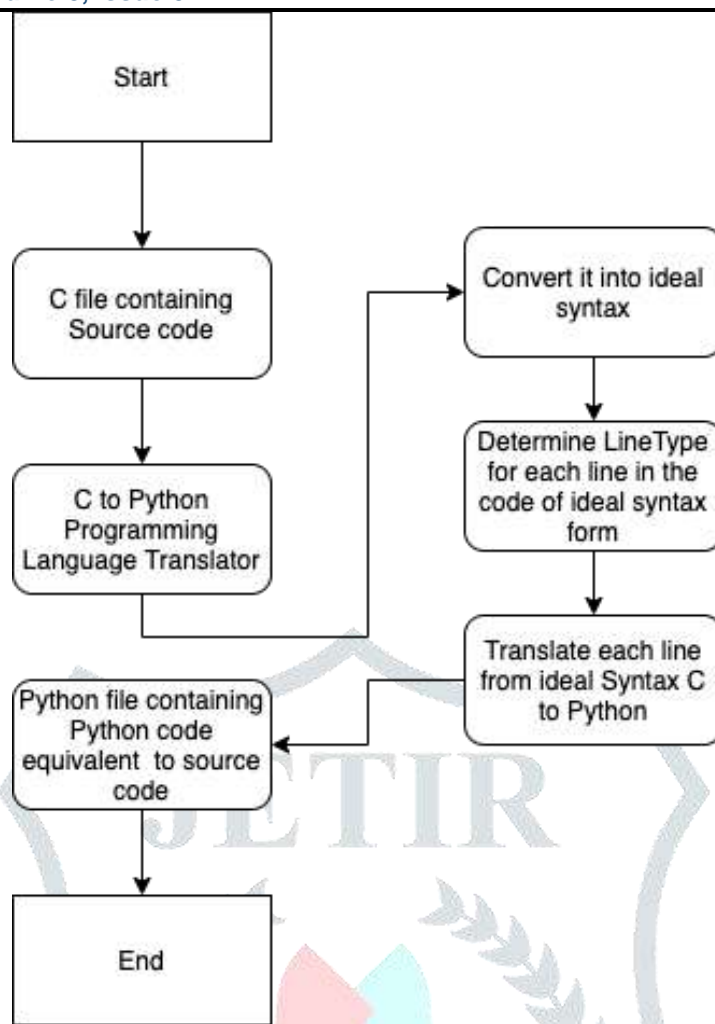 Start
C file containing
Source code
C to Python
Programming
Language Translator
Convert it into ideal
syntax
Determine LineType
for each line in the
code of ideal syntax
form
Translate each line
from ideal Syntax C
to Python
Python file containing
Python code
equivalent to source
code
JETIR
End